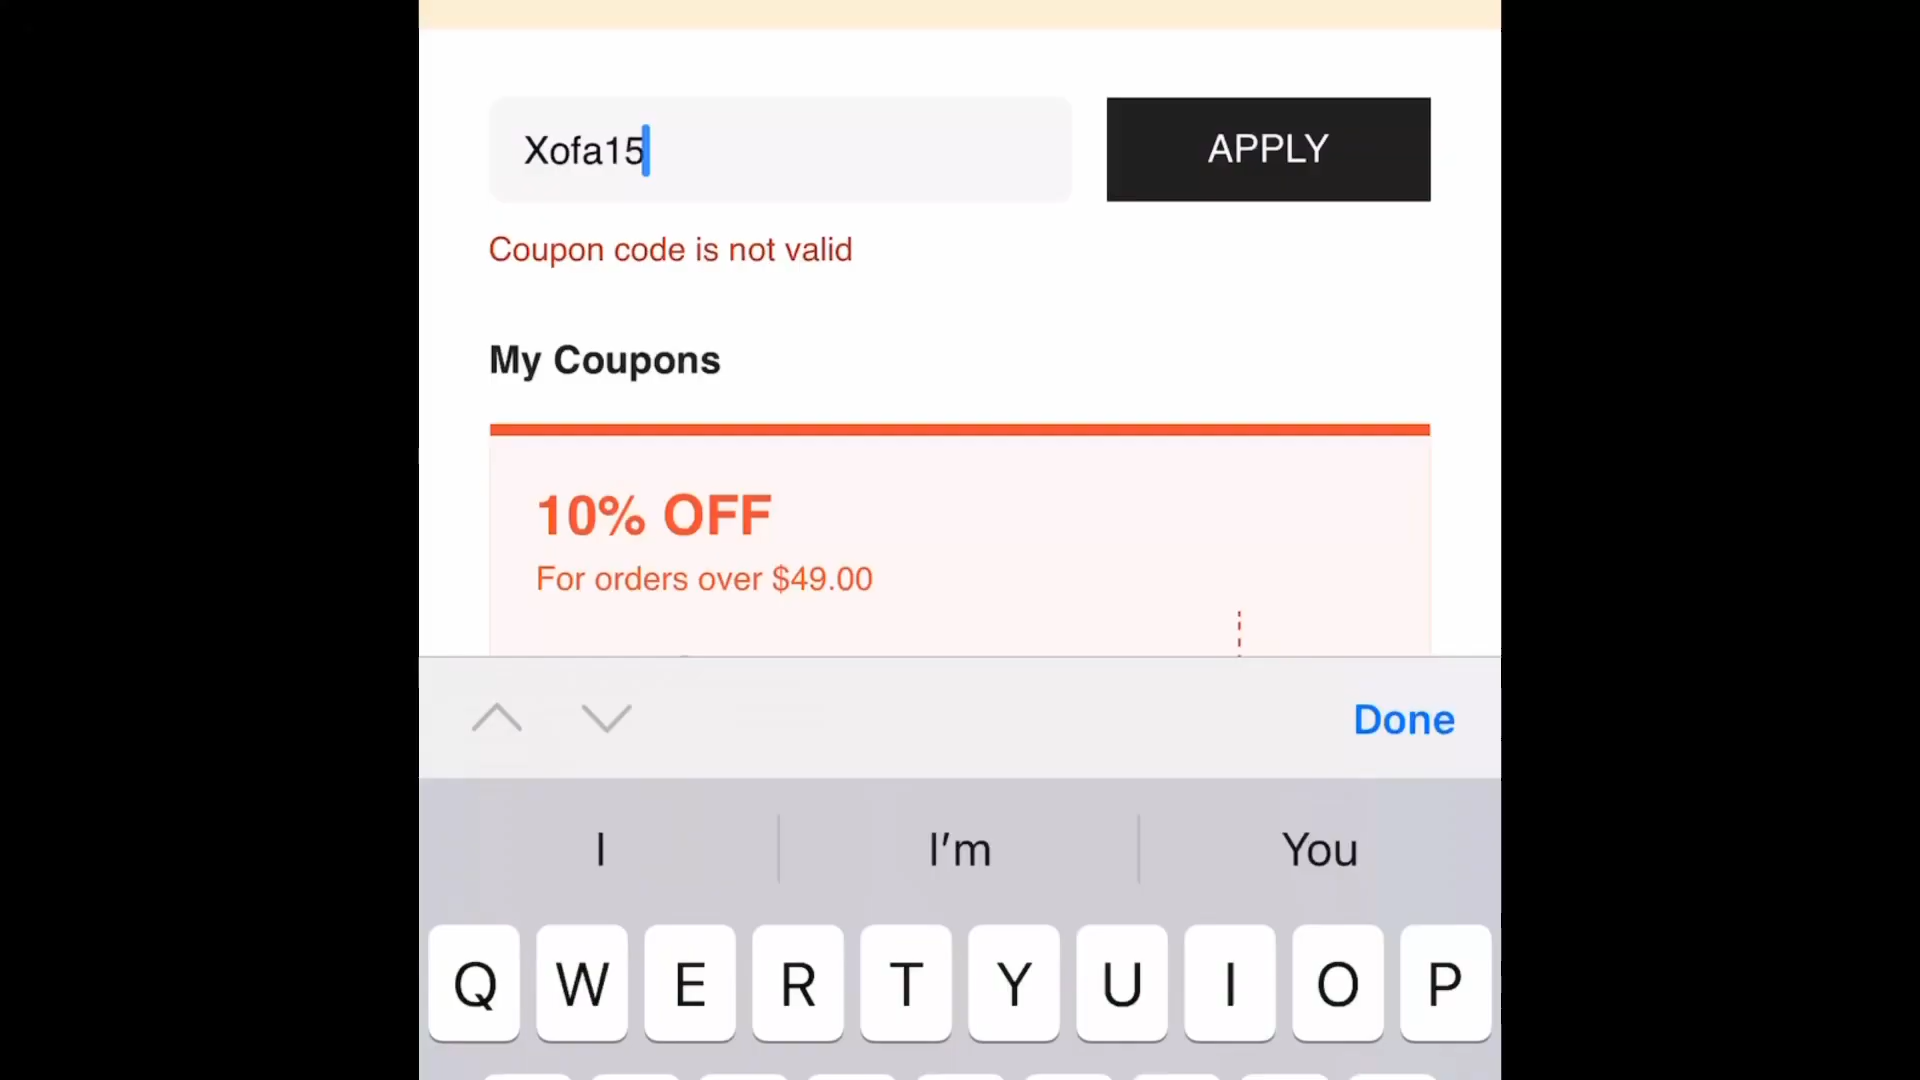 Xofa15
APPLY
Coupon code is not valid
My Coupons
10% OFF
For orders over $49.00
Done
I
I'm
You
Q W E R T Y U I O P